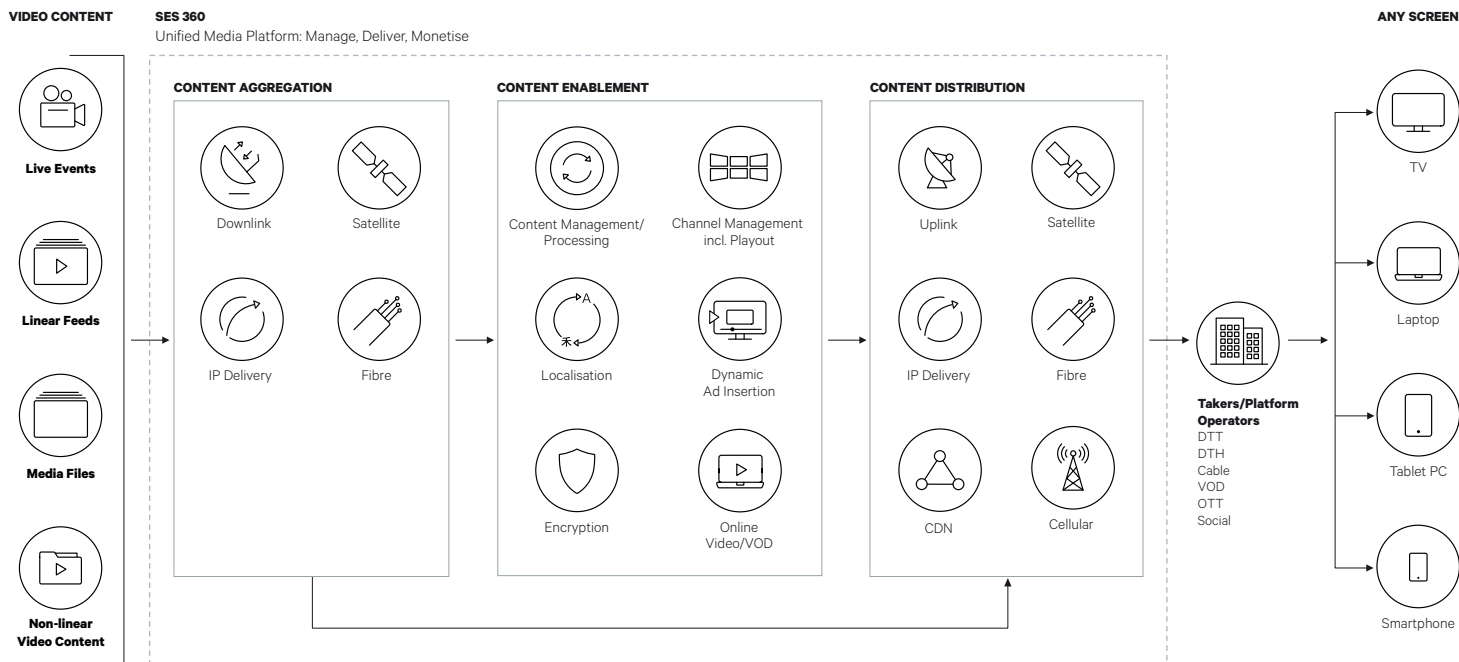 VIDEO CONTENT
Live Events
Linear Feeds
Media Files
Non-linear
Video Content
SES 360
Unified Media Platform: Manage, Deliver, Monetise
CONTENT AGGREGATION
Downlink
Satellite
IP Delivery
Fibre
CONTENT ENABLEMENT
Content Management/
Processing
Channel Management
incl. Playout
A
禾
Localisation
Dynamic
Ad Insertion
Encryption
Online
Video/VOD
CONTENT DISTRIBUTION
Uplink
Satellite
IP Delivery
Fibre
CDN
Cellular
Takers/Platform
Operators
DTT
DTH
Cable
VOD
OTT
Social
ANY SCREEN
TV
Laptop
Tablet PC
Smartphone